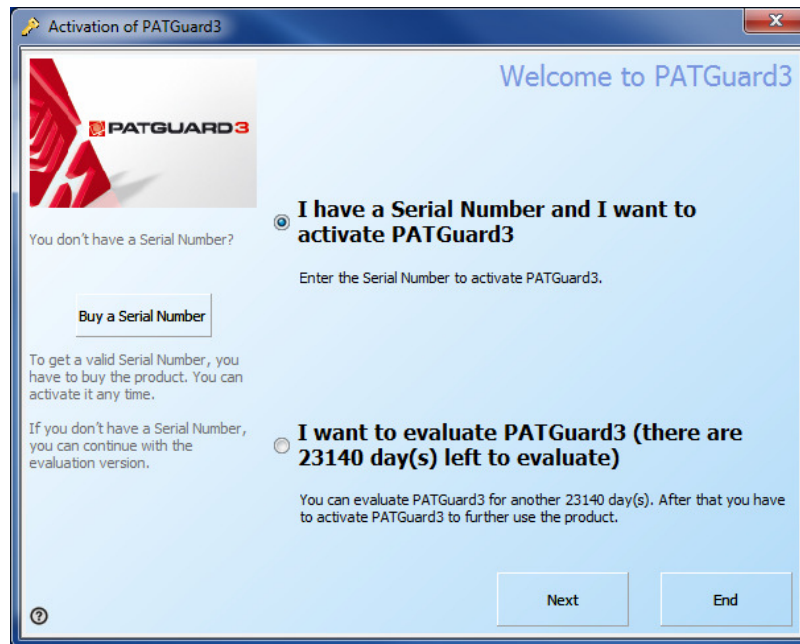 Activation of PATGuard3
PATGUARD3
You don't have a Serial Number?
Buy a Serial Number
To get a valid Serial Number, you
have to buy the product. You can
activate it any time.
If you don't have a Serial Number,
you can continue with the
evaluation version.
Welcome to PATGuard3
I have a Serial Number and I want to
activate PATGuard3
Enter the Serial Number to activate PATGuard3.
I want to evaluate PATGuard3 (there are
23140 day(s) left to evaluate)
You can evaluate PATGuard3 for another 23140 day(s). After that you have
to activate PATGuard3 to further use the product.
Next
End